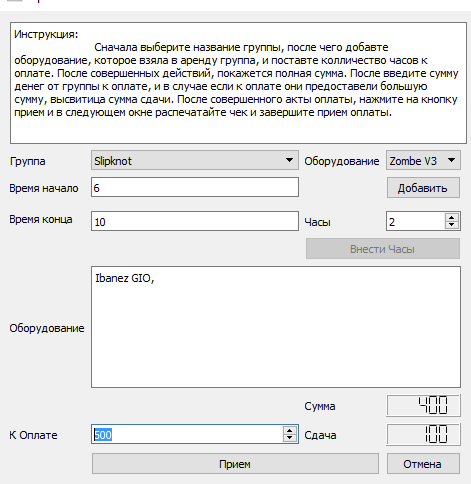 Инструкция:
Сначала выберите название группы, после чего добавте
оборудование, которое взяла в аренду группа, и поставте колличество часов к
оплате. После совершенных действий, покажется полная сумма. После введите сумму
денег от группы к оплате, и в случае если к оплате они предоставели большую
сумму, высвитица сумма сдачи. После совершенного акты оплаты, нажмите на кнопку
прием и в следующем окне распечатайте чек и завершите прием оплаты.
Группа Slipknot Оборудование Zombe V3
Время начало 6 Добавить
Время конца 10 Часы 2
Внести Часы
Ibanez GIO,
Оборудование
Сумма 400
К Оплате 500 Сдача 100
Прием Отмена